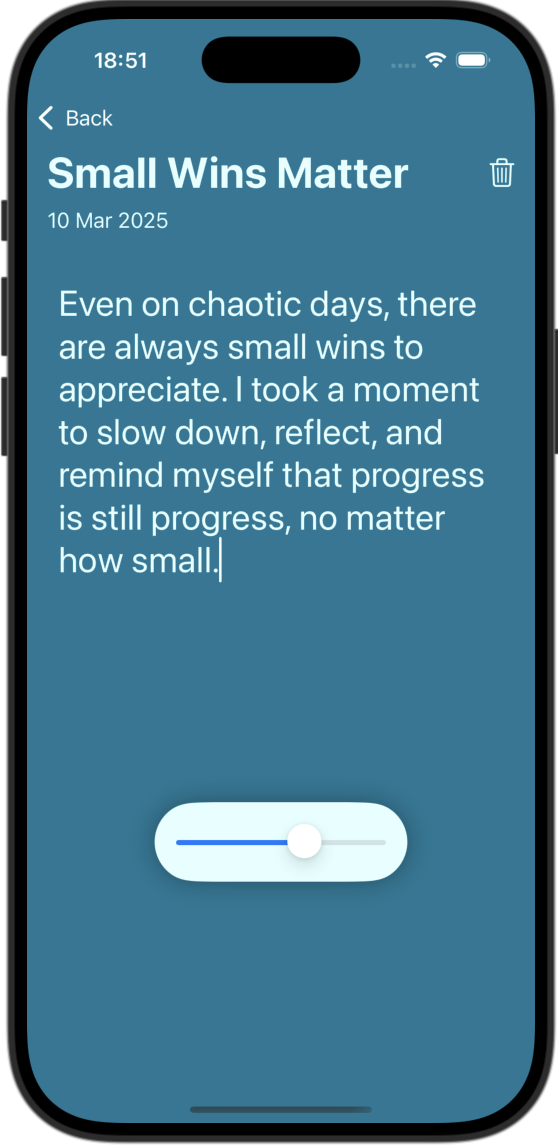 18:51
Back
Small Wins Matter
10 Mar 2025
Even on chaotic days, there
are always small wins to
appreciate. I took a moment
to slow down, reflect, and
remind myself that progress
is still progress, no matter
how small.